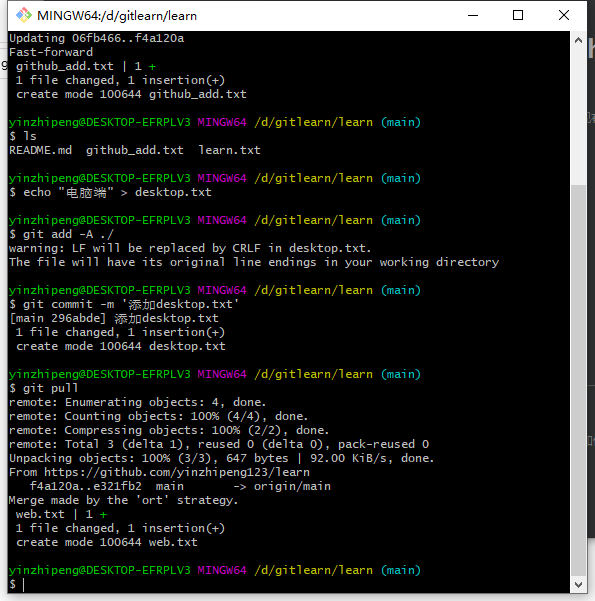 MINGW64:/d/gitlearn/learn
Updating 06fb466..f4a120a
Fast-forward
 github_add.txt | 1 +
 1 file changed, 1 insertion(+)
 create mode 100644 github_add.txt
yinzhipeng@DESKTOP-EFRPLV3 MINGW64 /d/gitlearn/learn (main)
$ ls
README.md  github_add.txt  learn.txt
yinzhipeng@DESKTOP-EFRPLV3 MINGW64 /d/gitlearn/learn (main)
$ echo "电脑端" > desktop.txt
yinzhipeng@DESKTOP-EFRPLV3 MINGW64 /d/gitlearn/learn (main)
$ git add -A ./
warning: LF will be replaced by CRLF in desktop.txt.
The file will have its original line endings in your working directory
yinzhipeng@DESKTOP-EFRPLV3 MINGW64 /d/gitlearn/learn (main)
$ git commit -m '添加desktop.txt'
[main 296abde] 添加desktop.txt
 1 file changed, 1 insertion(+)
 create mode 100644 desktop.txt
yinzhipeng@DESKTOP-EFRPLV3 MINGW64 /d/gitlearn/learn (main)
$ git pull
remote: Enumerating objects: 4, done.
remote: Counting objects: 100% (4/4), done.
remote: Compressing objects: 100% (2/2), done.
remote: Total 3 (delta 1), reused 0 (delta 0), pack-reused 0
Unpacking objects: 100% (3/3), 647 bytes | 92.00 KiB/s, done.
From https://github.com/yinzhipeng123/learn
   f4a120a..e321fb2  main       -> origin/main
Merge made by the 'ort' strategy.
 web.txt | 1 +
 1 file changed, 1 insertion(+)
 create mode 100644 web.txt
yinzhipeng@DESKTOP-EFRPLV3 MINGW64 /d/gitlearn/learn (main)
$